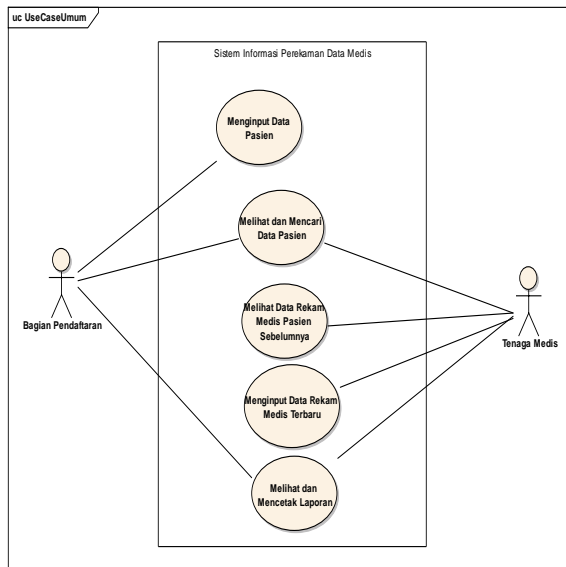 uc UseCaseUmum
Sistem Informasi Perekaman Data Medis
Menginput Data
Pasien
Melihat dan Mencari
Data Pasien
Bagian Pendaftaran
Melihat Data Rekam
Medis Pasien
Sebelumnya
Tenaga Medis
Menginput Data Rekam
Medis Terbaru
Melihat dan
Mencetak Laporan